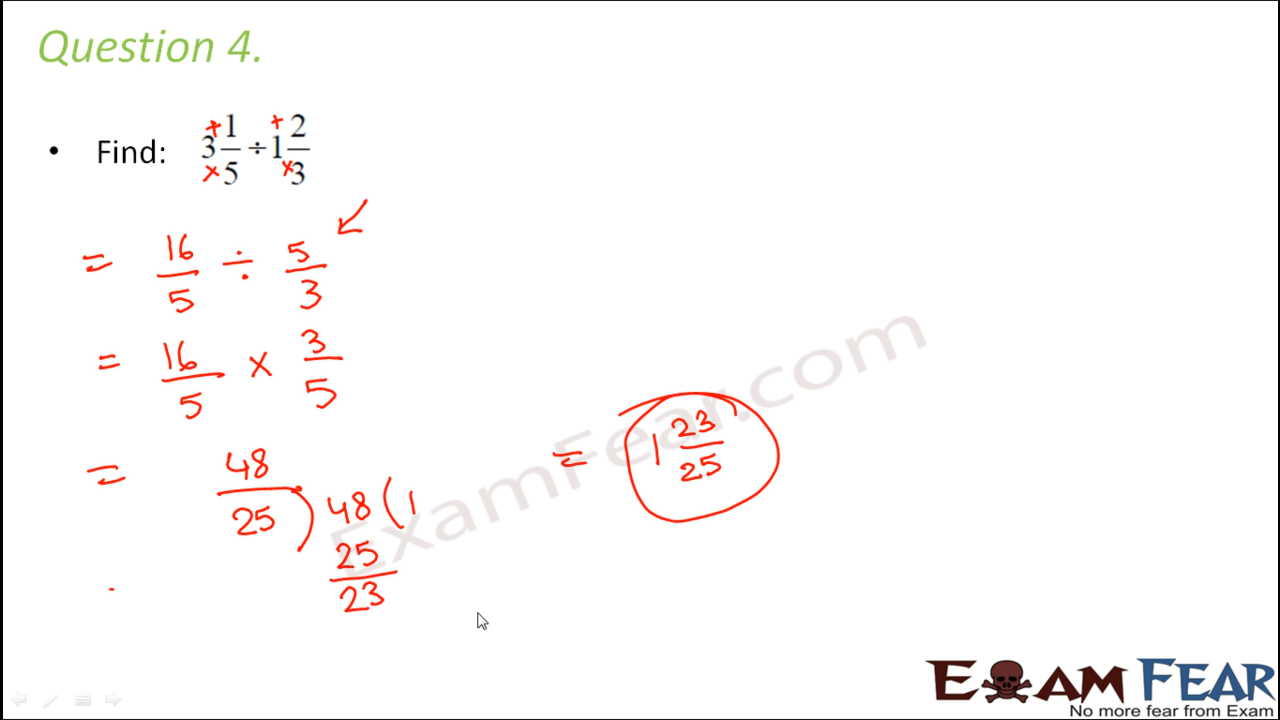 Question 4.
• Find: 3 1/5 ÷ 1 2/3
+ +
× ×
= 16/5 ÷ 5/3
= 16/5 × 3/5
= 48/25 ) 48 ( 1
25
23
= 1 23/25
ExamFear.com
EXAM FEAR
No more fear from Exam